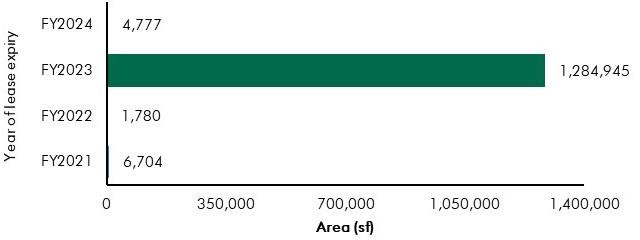 Year of lease expiry
FY2024 4,777
FY2023 1,284,945
FY2022 1,780
FY2021 6,704
0 350,000 700,000 1,050,000 1,400,000
Area (sf)